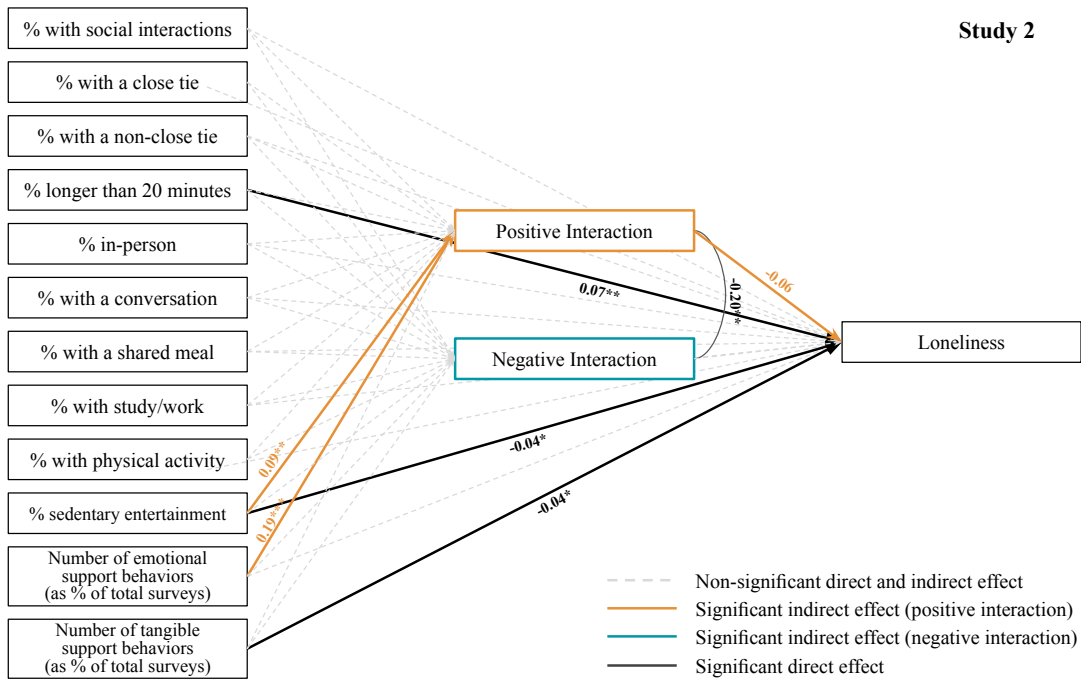 Study 2
% with social interactions
% with a close tie
% with a non-close tie
% longer than 20 minutes
% in-person
% with a conversation
% with a shared meal
% with study/work
% with physical activity
% sedentary entertainment
Number of emotional
support behaviors
(as % of total surveys)
Number of tangible
support behaviors
(as % of total surveys)
Positive Interaction
Negative Interaction
Loneliness
0.07**
-0.06
-0.20**
-0.04*
-0.04*
0.09**
0.19***
Non-significant direct and indirect effect
Significant indirect effect (positive interaction)
Significant indirect effect (negative interaction)
Significant direct effect